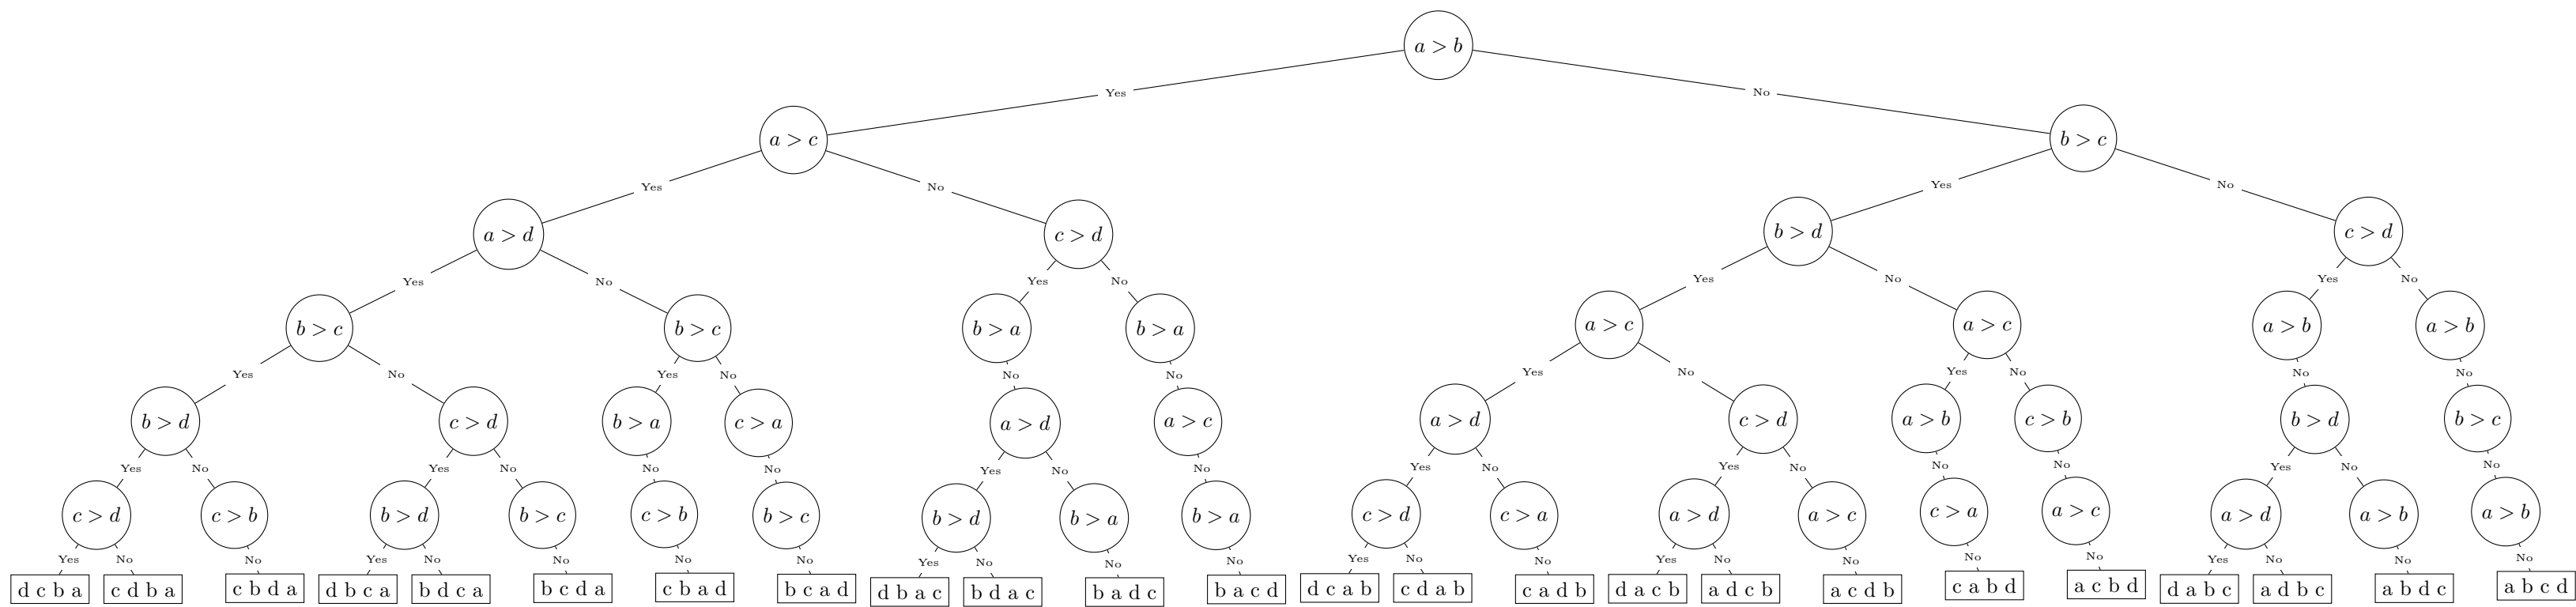 a > b
Yes No
a > c b > c
Yes No Yes No
a > d c > d b > d c > d
Yes No Yes No Yes No Yes No
b > c b > c b > a b > a a > c a > c a > b a > b
Yes No Yes No No No Yes No Yes No No No
b > d c > d b > a c > a a > d a > c a > d c > d a > b c > b b > d b > c
Yes No Yes No No No Yes No No Yes No Yes No No No Yes No No
c > d c > b b > d b > c c > b b > c b > d b > a b > a c > d c > a a > d a > c c > a a > c a > d a > b a > b
Yes No No Yes No No No No Yes No No No Yes No No Yes No No No No Yes No No No
d c b a c d b a c b d a d b c a b d c a b c d a c b a d b c a d d b a c b d a c b a d c b a c d d c a b c d a b c a d b d a c b a d c b a c d b c a b d a c b d d a b c a d b c a b d c a b c d